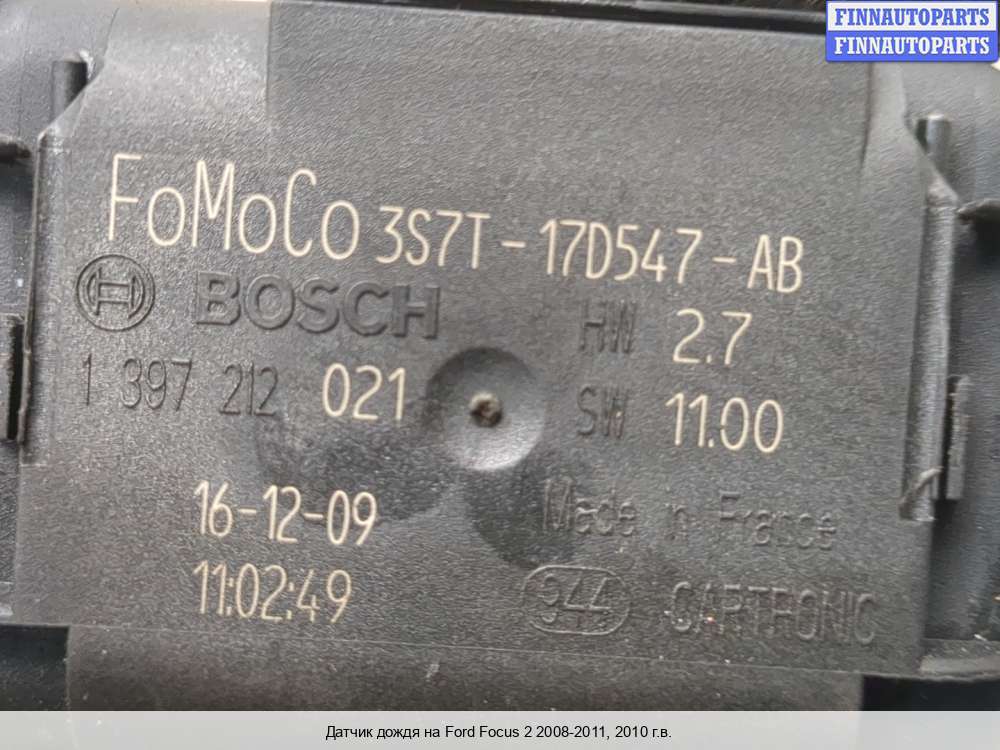 FINNAUTOPARTS
FINNAUTOPARTS
FoMoCo 3S7T-17D547-AB
BOSCH HW 2.7
1 397 212 021 SW 11.00
16-12-09 Made in France
11:02:49 944 CARTRONIC
Датчик дождя на Ford Focus 2 2008-2011, 2010 г.в.